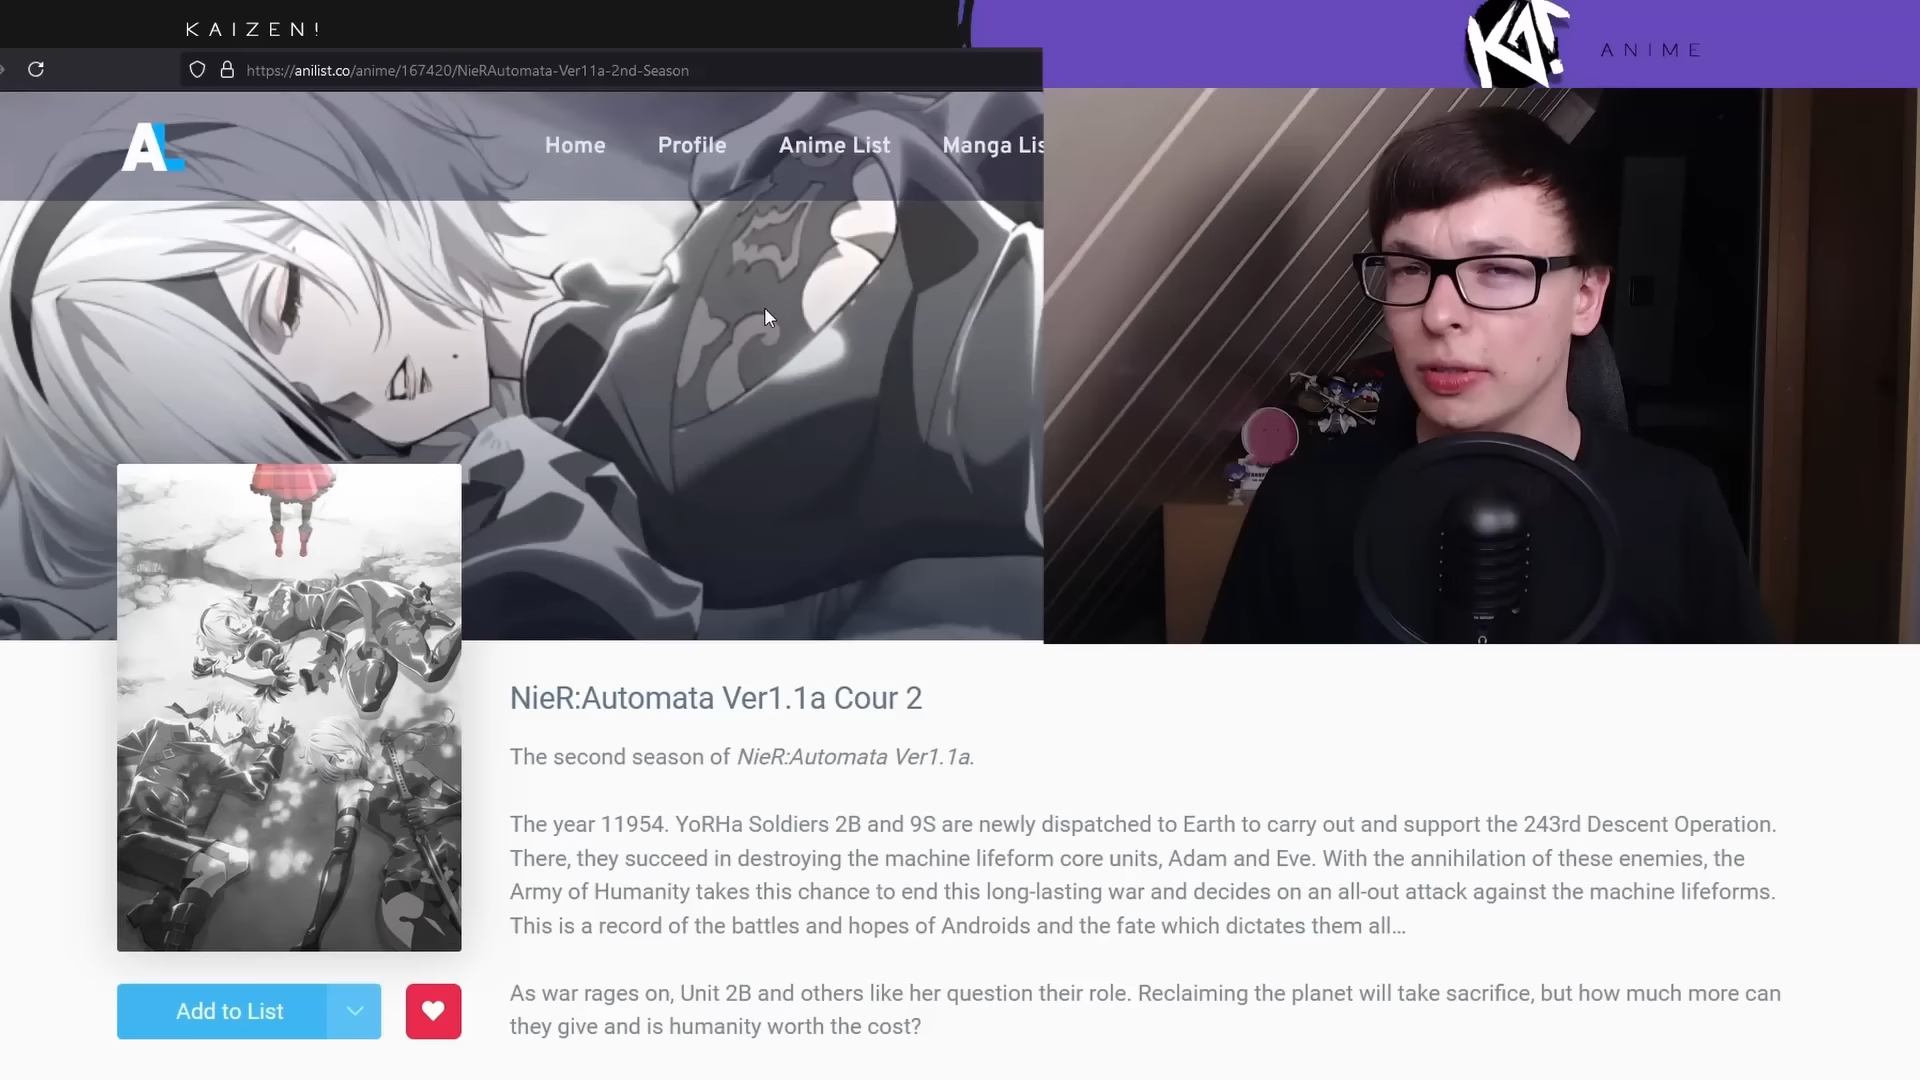 KAIZEN!
KAI
ANIME
https://anilist.co/anime/167420/NieRAutomata-Ver11a-2nd-Season
AL
Home Profile Anime List Manga Lis
NieR:Automata Ver1.1a Cour 2
The second season of NieR:Automata Ver1.1a.
The year 11954. YoRHa Soldiers 2B and 9S are newly dispatched to Earth to carry out and support the 243rd Descent Operation.
There, they succeed in destroying the machine lifeform core units, Adam and Eve. With the annihilation of these enemies, the
Army of Humanity takes this chance to end this long-lasting war and decides on an all-out attack against the machine lifeforms.
This is a record of the battles and hopes of Androids and the fate which dictates them all…
As war rages on, Unit 2B and others like her question their role. Reclaiming the planet will take sacrifice, but how much more can
they give and is humanity worth the cost?
Add to List